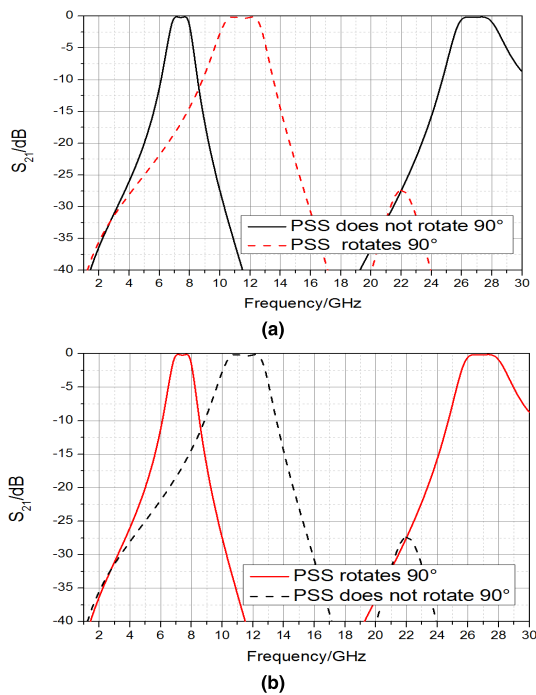 0
-5
-10
-15
-20
-25
-30
-35
-40
S21/dB
PSS does not rotate 90°
PSS rotates 90°
2 4 6 8 10 12 14 16 18 20 22 24 26 28 30
Frequency/GHz
(a)
0
-5
-10
-15
-20
-25
-30
-35
-40
S21/dB
PSS rotates 90°
PSS does not rotate 90°
2 4 6 8 10 12 14 16 18 20 22 24 26 28 30
Frequency/GHz
(b)